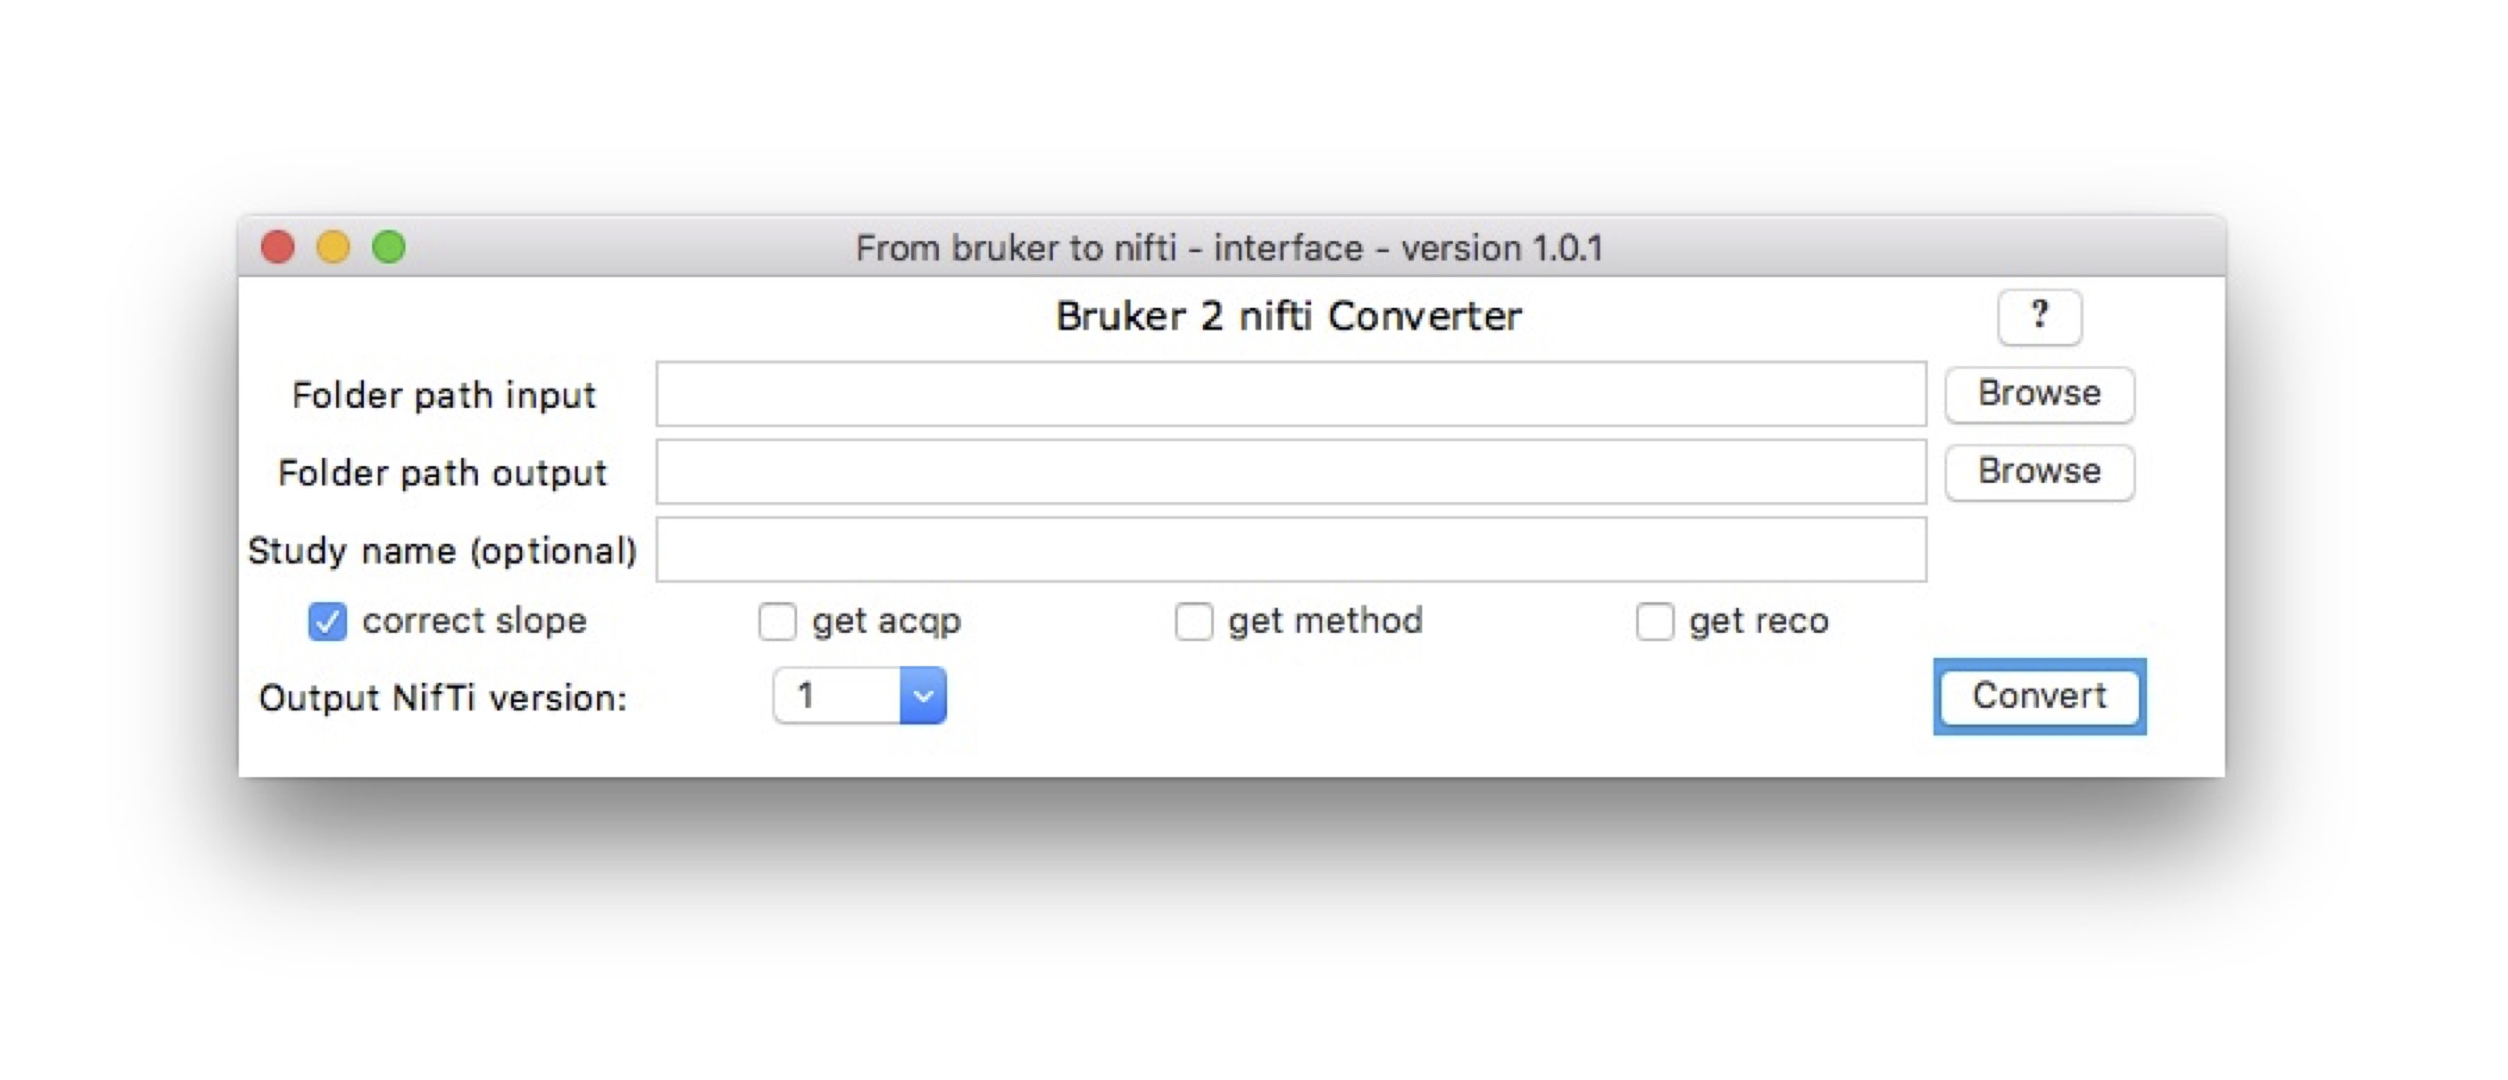 From bruker to nifti - interface - version 1.0.1
Bruker 2 nifti Converter ?
Folder path input Browse
Folder path output Browse
Study name (optional)
correct slope get acqp get method get reco
Output NifTi version: 1 Convert